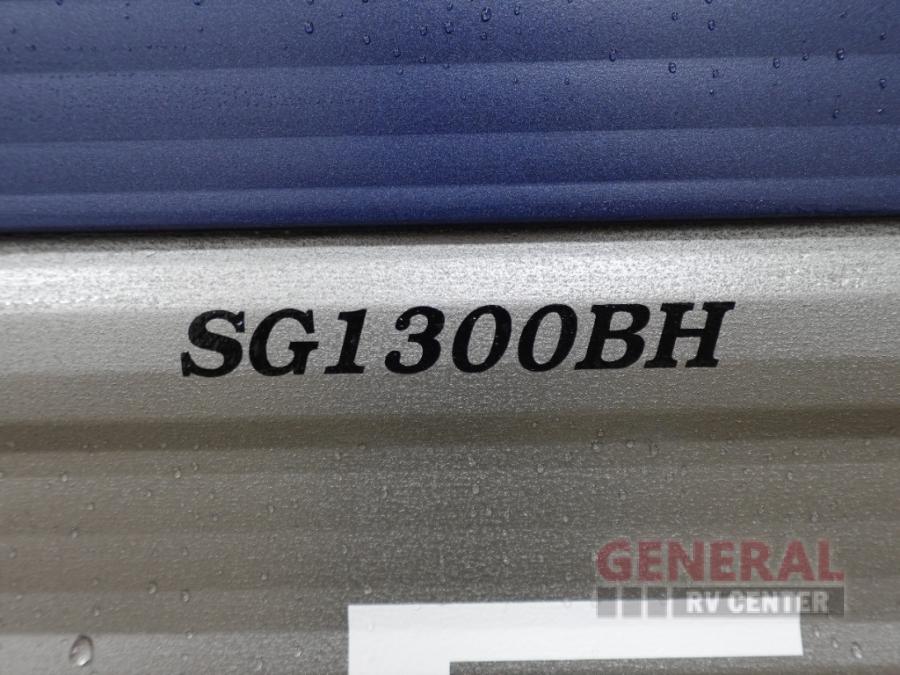 SG1300BH
GENERAL
RV CENTER